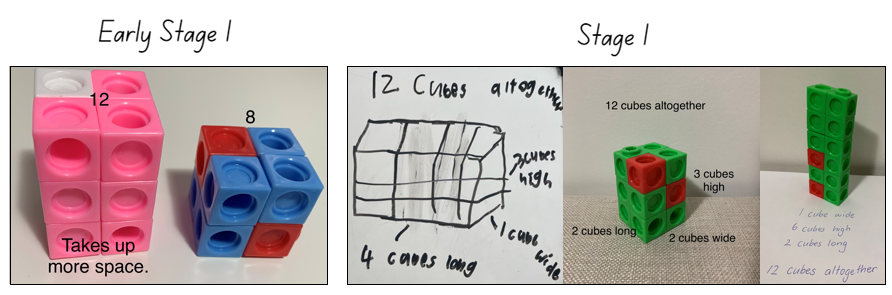 Early Stage 1
Stage 1
12
8
Takes up
more space.
12 Cubes altogether
3 cubes
high
1 cube
wide
4 cubes long
12 cubes altogether
3 cubes
high
2 cubes long
2 cubes wide
1 cube wide
6 cubes high
2 cubes long
12 cubes altogether